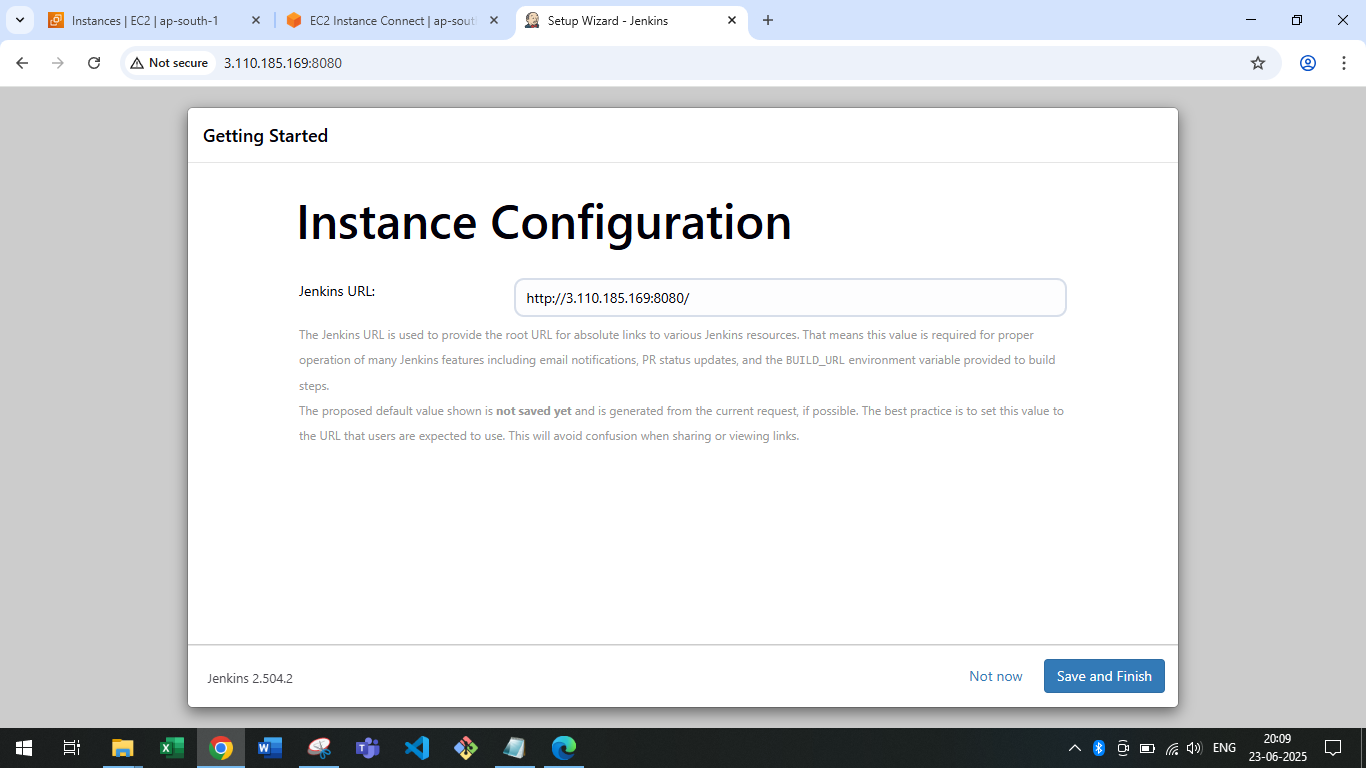 Instances | EC2 | ap-south-1
EC2 Instance Connect | ap-sout
Setup Wizard - Jenkins
Not secure
3.110.185.169:8080
Getting Started
Instance Configuration
Jenkins URL:
http://3.110.185.169:8080/
The Jenkins URL is used to provide the root URL for absolute links to various Jenkins resources. That means this value is required for proper
operation of many Jenkins features including email notifications, PR status updates, and the BUILD_URL environment variable provided to build
steps.
The proposed default value shown is not saved yet and is generated from the current request, if possible. The best practice is to set this value to
the URL that users are expected to use. This will avoid confusion when sharing or viewing links.
Jenkins 2.504.2
Not now
Save and Finish
ENG
20:09
23-06-2025